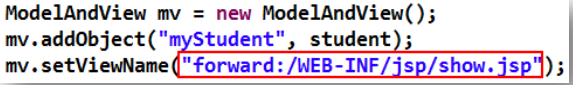 ModelAndView mv = new ModelAndView();
mv.addObject("myStudent", student);
mv.setViewName("forward:/WEB-INF/jsp/show.jsp");